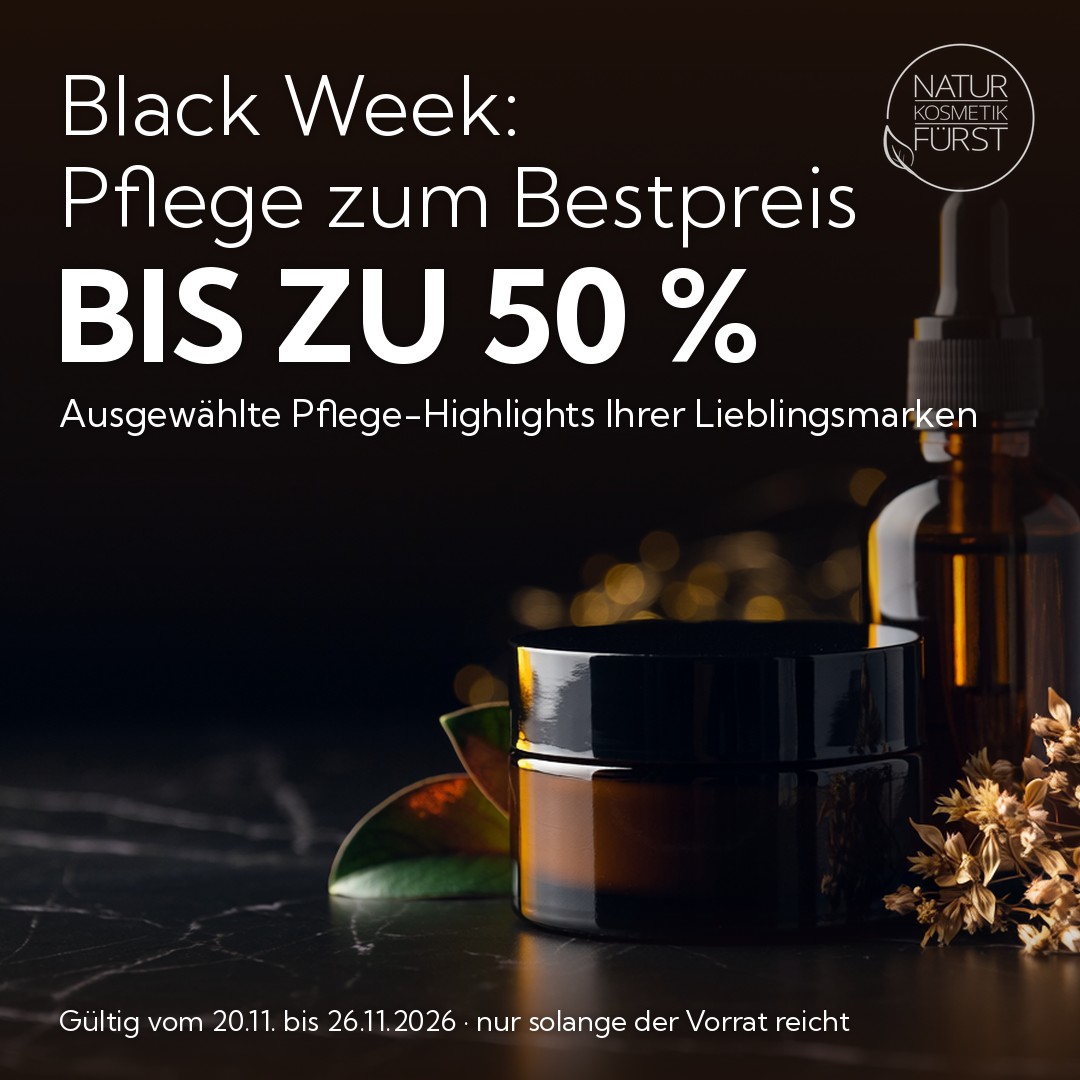 Black Week:
Pflege zum Bestpreis
BIS ZU 50 %
Ausgewählte Pflege-Highlights Ihrer Lieblingsmarken
NATUR
KOSMETIK
FÜRST
Gültig vom 20.11. bis 26.11.2026 · nur solange der Vorrat reicht